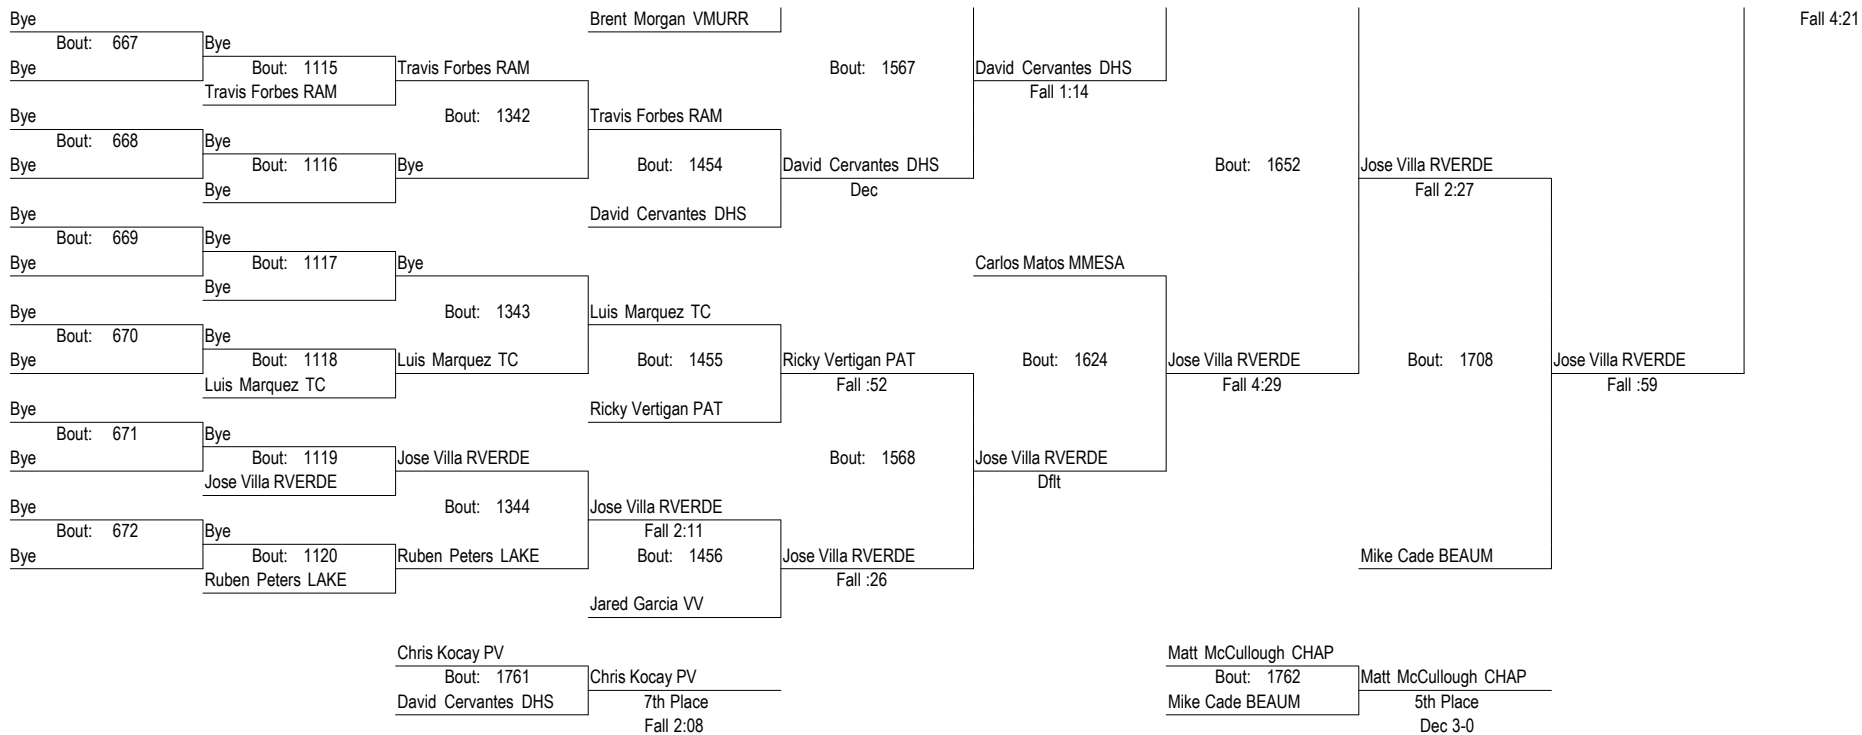 Bye Brent Morgan VMURR Fall 4:21
Bout: 667 Bye
Bye Bout: 1115 Travis Forbes RAM Bout: 1567 David Cervantes DHS
Travis Forbes RAM Fall 1:14
Bye Bout: 1342 Travis Forbes RAM
Bout: 668 Bye
Bye Bout: 1116 Bye Bout: 1454 David Cervantes DHS Bout: 1652 Jose Villa RVERDE
Bye Dec Fall 2:27
Bye David Cervantes DHS
Bout: 669 Bye
Bye Bout: 1117 Bye Carlos Matos MMESA
Bye
Bye Bout: 1343 Luis Marquez TC
Bout: 670 Bye
Bye Bout: 1118 Luis Marquez TC Bout: 1455 Ricky Vertigan PAT Bout: 1624 Jose Villa RVERDE Bout: 1708 Jose Villa RVERDE
Luis Marquez TC Fall :52 Fall 4:29 Fall :59
Bye Ricky Vertigan PAT
Bout: 671 Bye
Bye Bout: 1119 Jose Villa RVERDE Bout: 1568 Jose Villa RVERDE
Jose Villa RVERDE Dflt
Bye Bout: 1344 Jose Villa RVERDE
Bout: 672 Bye Fall 2:11
Bye Bout: 1120 Ruben Peters LAKE Bout: 1456 Jose Villa RVERDE Mike Cade BEAUM
Ruben Peters LAKE Fall :26
Jared Garcia VV
Chris Kocay PV Matt McCullough CHAP
Bout: 1761 Chris Kocay PV Bout: 1762 Matt McCullough CHAP
David Cervantes DHS 7th Place Mike Cade BEAUM 5th Place
Fall 2:08 Dec 3-0